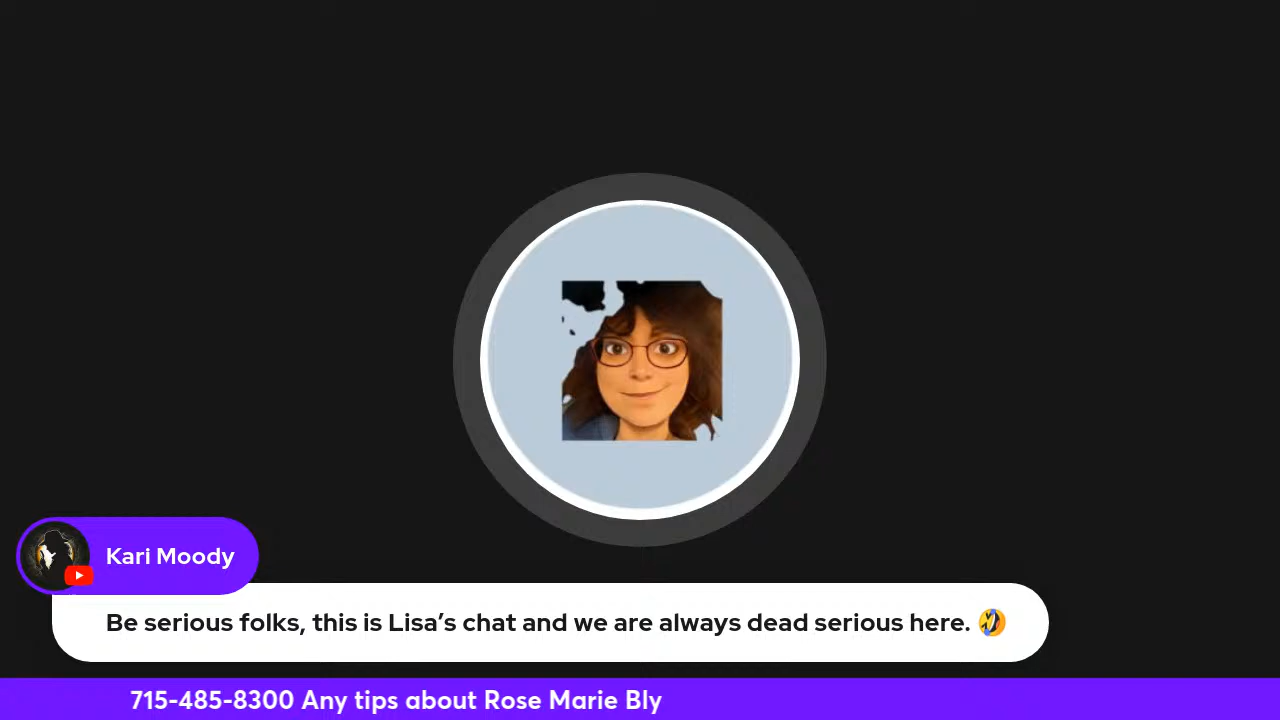 Kari Moody
Be serious folks, this is Lisa’s chat and we are always dead serious here. 🤣
715-485-8300 Any tips about Rose Marie Bly